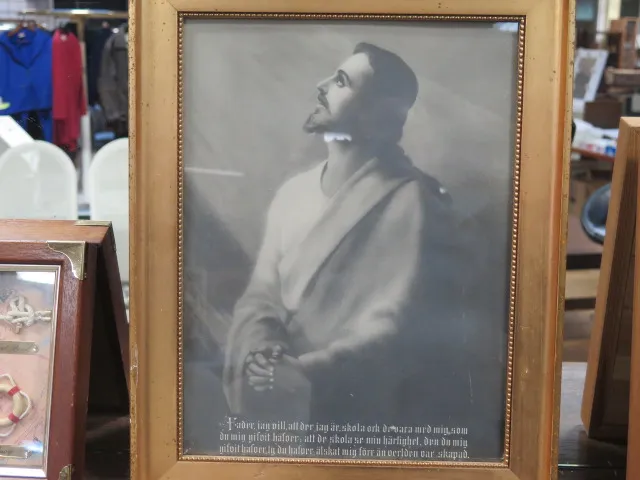 Fader, jag vill, att der jag är, skola ock de vara med mig, som
du mig gifvit hafver; att de skola se min härlighet, den du mig
gifvit hafver, ty du hafver älskat mig före än verlden var skapad.